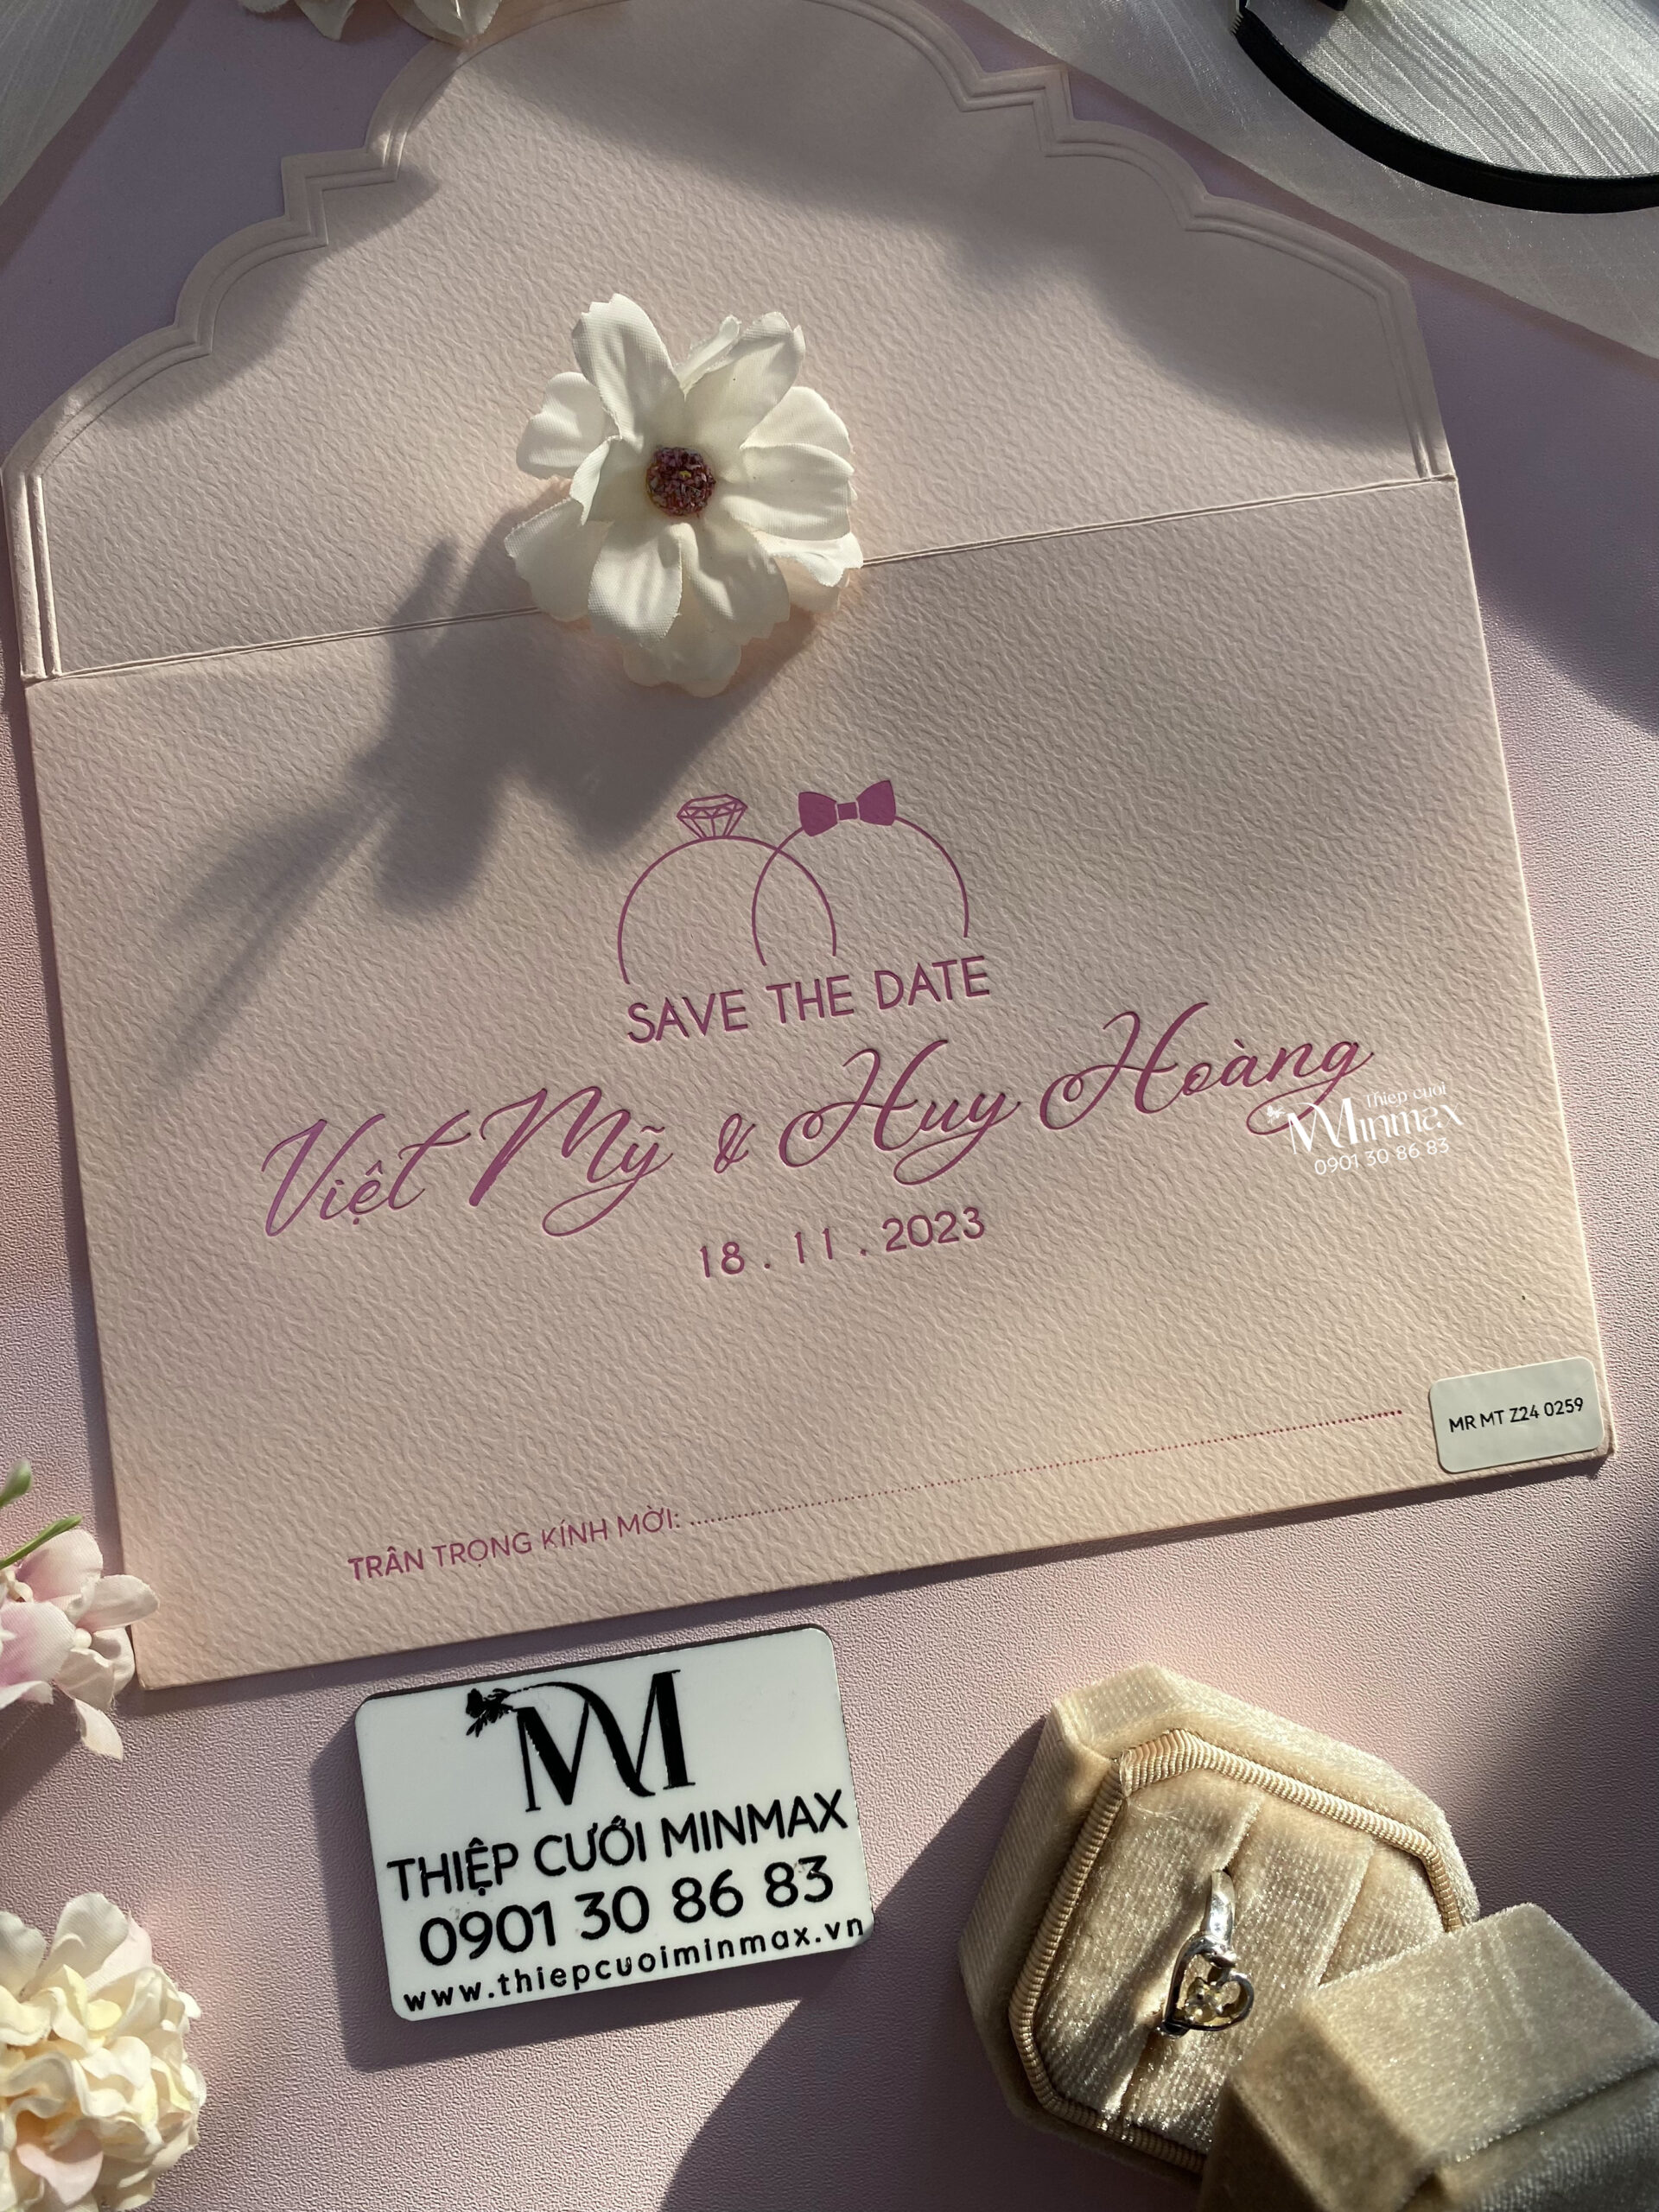 SAVE THE DATE
Việt Mỹ & Huy Hoàng
18 . 11 . 2023
Thiệp cưới
Minmax
0901 30 86 83
MR MT Z24 0259
TRÂN TRỌNG KÍNH MỜI: ................................................................
M
THIỆP CƯỚI MINMAX
0901 30 86 83
www.thiepcuoiminmax.vn